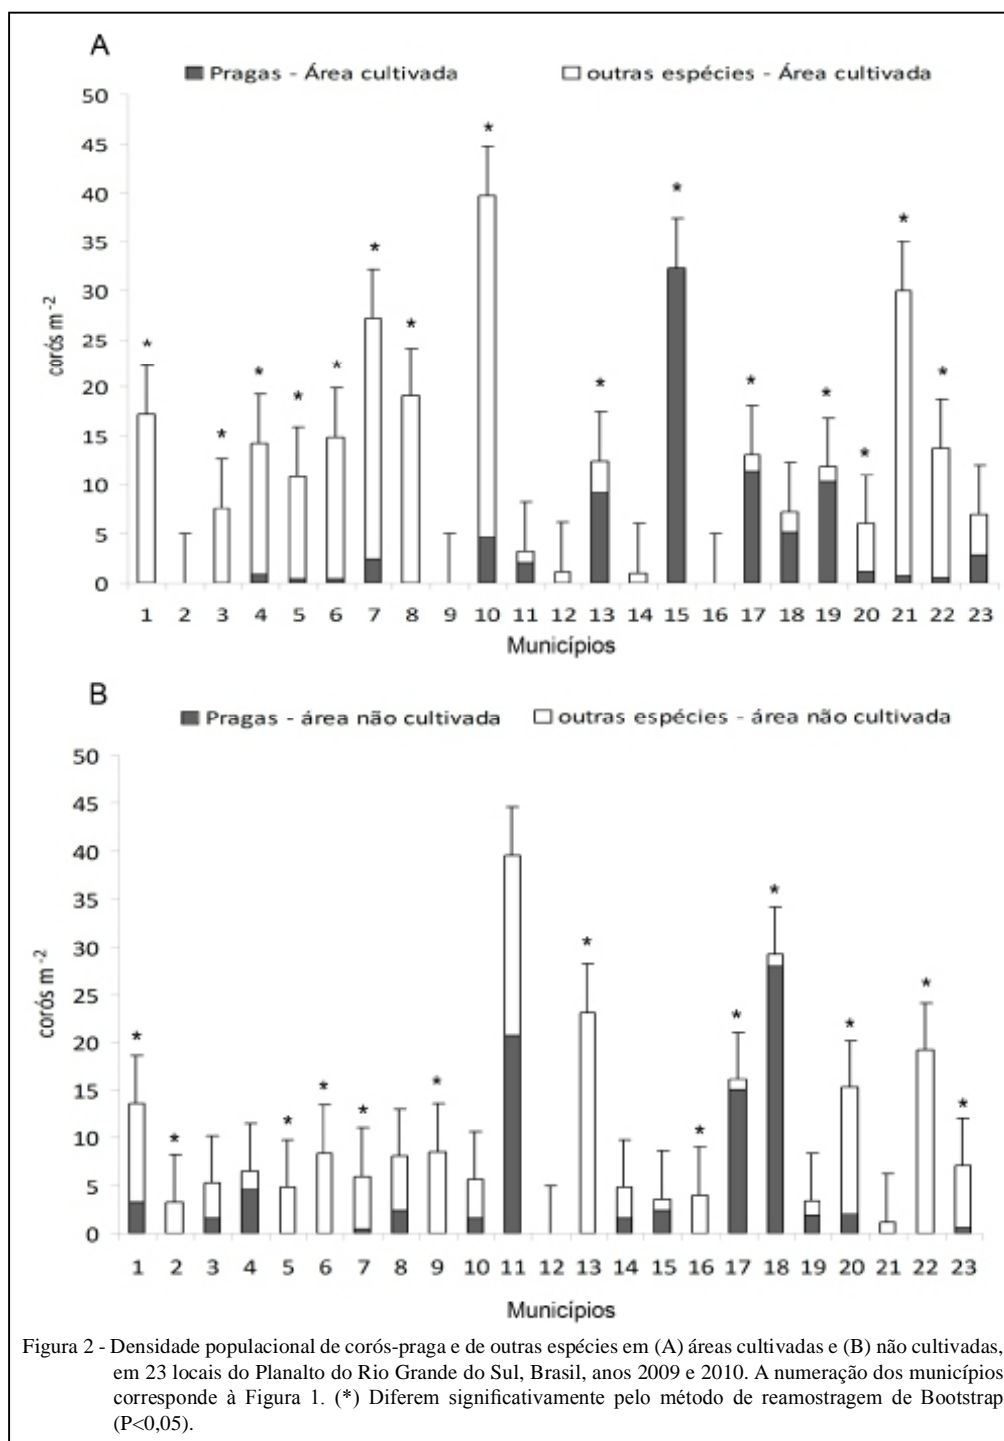 A
Pragas - Área cultivada
outras espécies - Área cultivada
50
45
40
35
30
25
20
15
10
5
0
corós m⁻²
* * * * * * * * * * * * * * *
1 2 3 4 5 6 7 8 9 10 11 12 13 14 15 16 17 18 19 20 21 22 23
Municípios
B
Pragas - área não cultivada
outras espécies - área não cultivada
50
45
40
35
30
25
20
15
10
5
0
corós m⁻²
* * * * * * * * * * * * *
1 2 3 4 5 6 7 8 9 10 11 12 13 14 15 16 17 18 19 20 21 22 23
Municípios
Figura 2 - Densidade populacional de corós-praga e de outras espécies em (A) áreas cultivadas e (B) não cultivadas,
em 23 locais do Planalto do Rio Grande do Sul, Brasil, anos 2009 e 2010. A numeração dos municípios
corresponde à Figura 1. (*) Diferem significativamente pelo método de reamostragem de Bootstrap
(P<0,05).